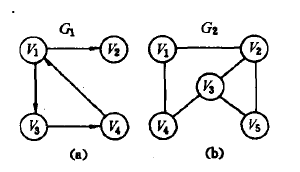 G₁ G₂
V₁ V₂ V₁ V₂
V₃
V₃ V₄ V₄ V₅
(a) (b)